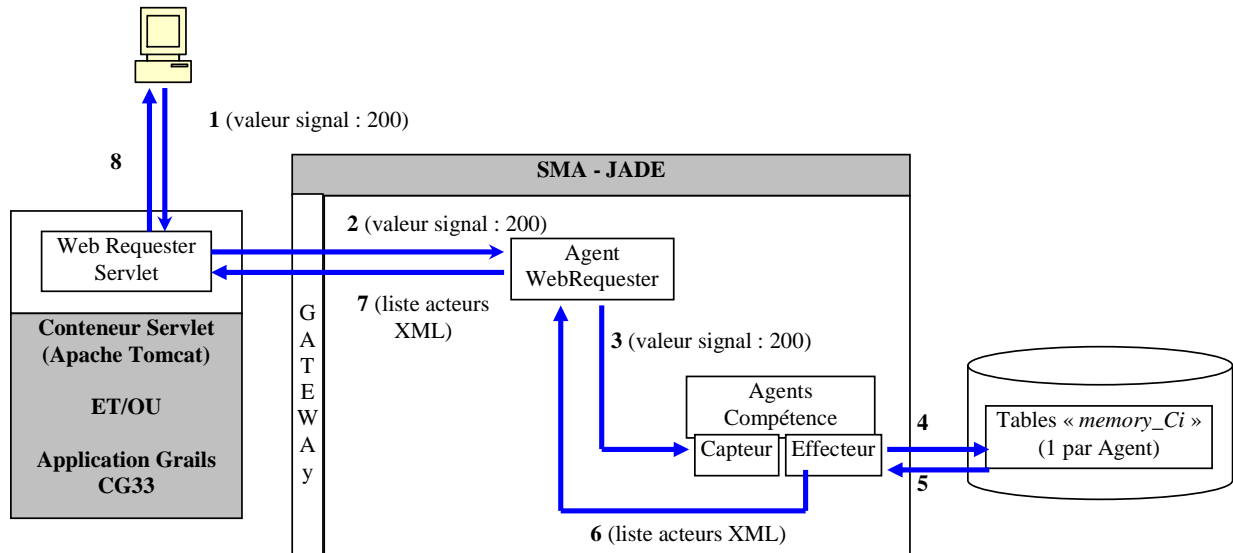 1 (valeur signal : 200)
8
SMA - JADE
2 (valeur signal : 200)
Web Requester
Servlet
Agent
WebRequester
7 (liste acteurs
XML)
G
A
T
E
W
A
y
Conteneur Servlet
(Apache Tomcat)
ET/OU
Application Grails
CG33
3 (valeur signal : 200)
Agents
Compétence
Capteur
Effecteur
4
Tables « memory_Ci »
(1 par Agent)
5
6 (liste acteurs XML)